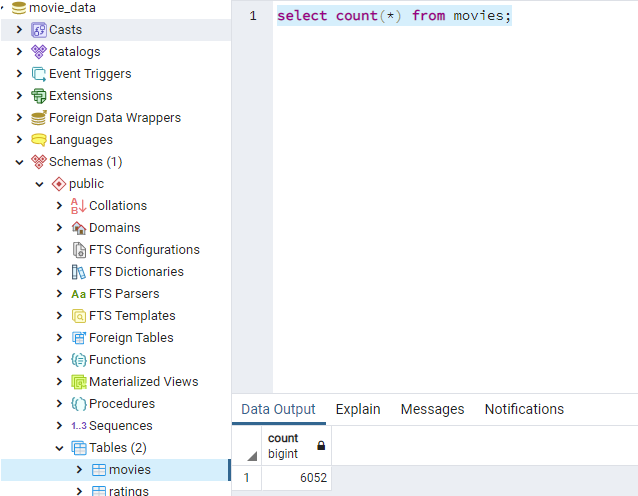 movie_data
Casts
Catalogs
Event Triggers
Extensions
Foreign Data Wrappers
Languages
Schemas (1)
public
Collations
Domains
FTS Configurations
FTS Dictionaries
Aa FTS Parsers
FTS Templates
Foreign Tables
Functions
Materialized Views
Procedures
1..3 Sequences
Tables (2)
movies
ratings
1 select count(*) from movies;
Data Output Explain Messages Notifications
count
bigint
1 6052